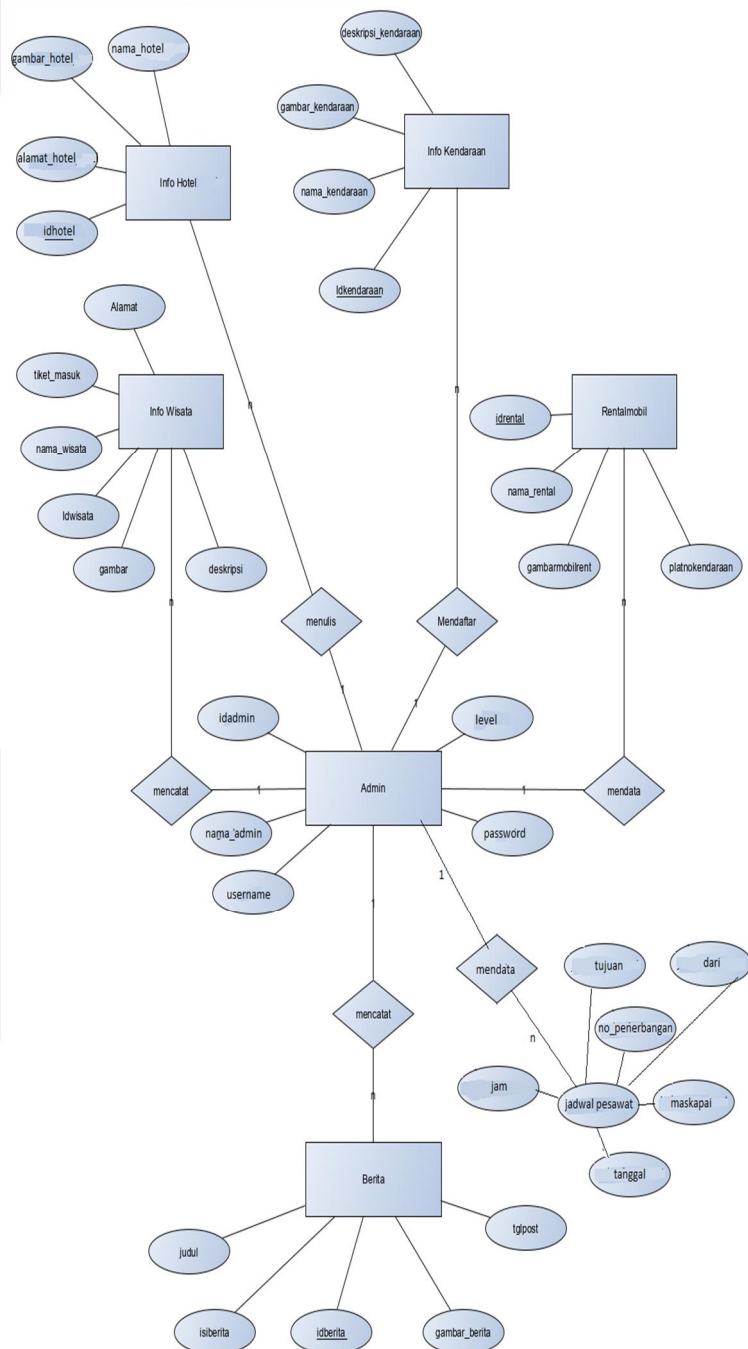 deskripsi_kendaraan
nama_hotel
gambar_hotel
gambar_kendaraan
Info Kendaraan
alamat_hotel
Info Hotel
nama_kendaraan
idhotel
Idkendaraan
Alamat
tiket_masuk
n
n
Info Wisata
idrental
Rentalmobil
nama_wisata
nama_rental
Idwisata
gambar
deskripsi
gambarmobilrent
platnokendaraan
n
n
menulis
Mendaftar
1
1
idadmin
level
mencatat
1
Admin
1
mendata
nama_admin
password
username
1
1
mendata
tujuan
dari
mencatat
no_penerbangan
n
jam
jadwal pesawat
maskapai
n
tanggal
Berita
judul
tglpost
isiberita
idberita
gambar_berita